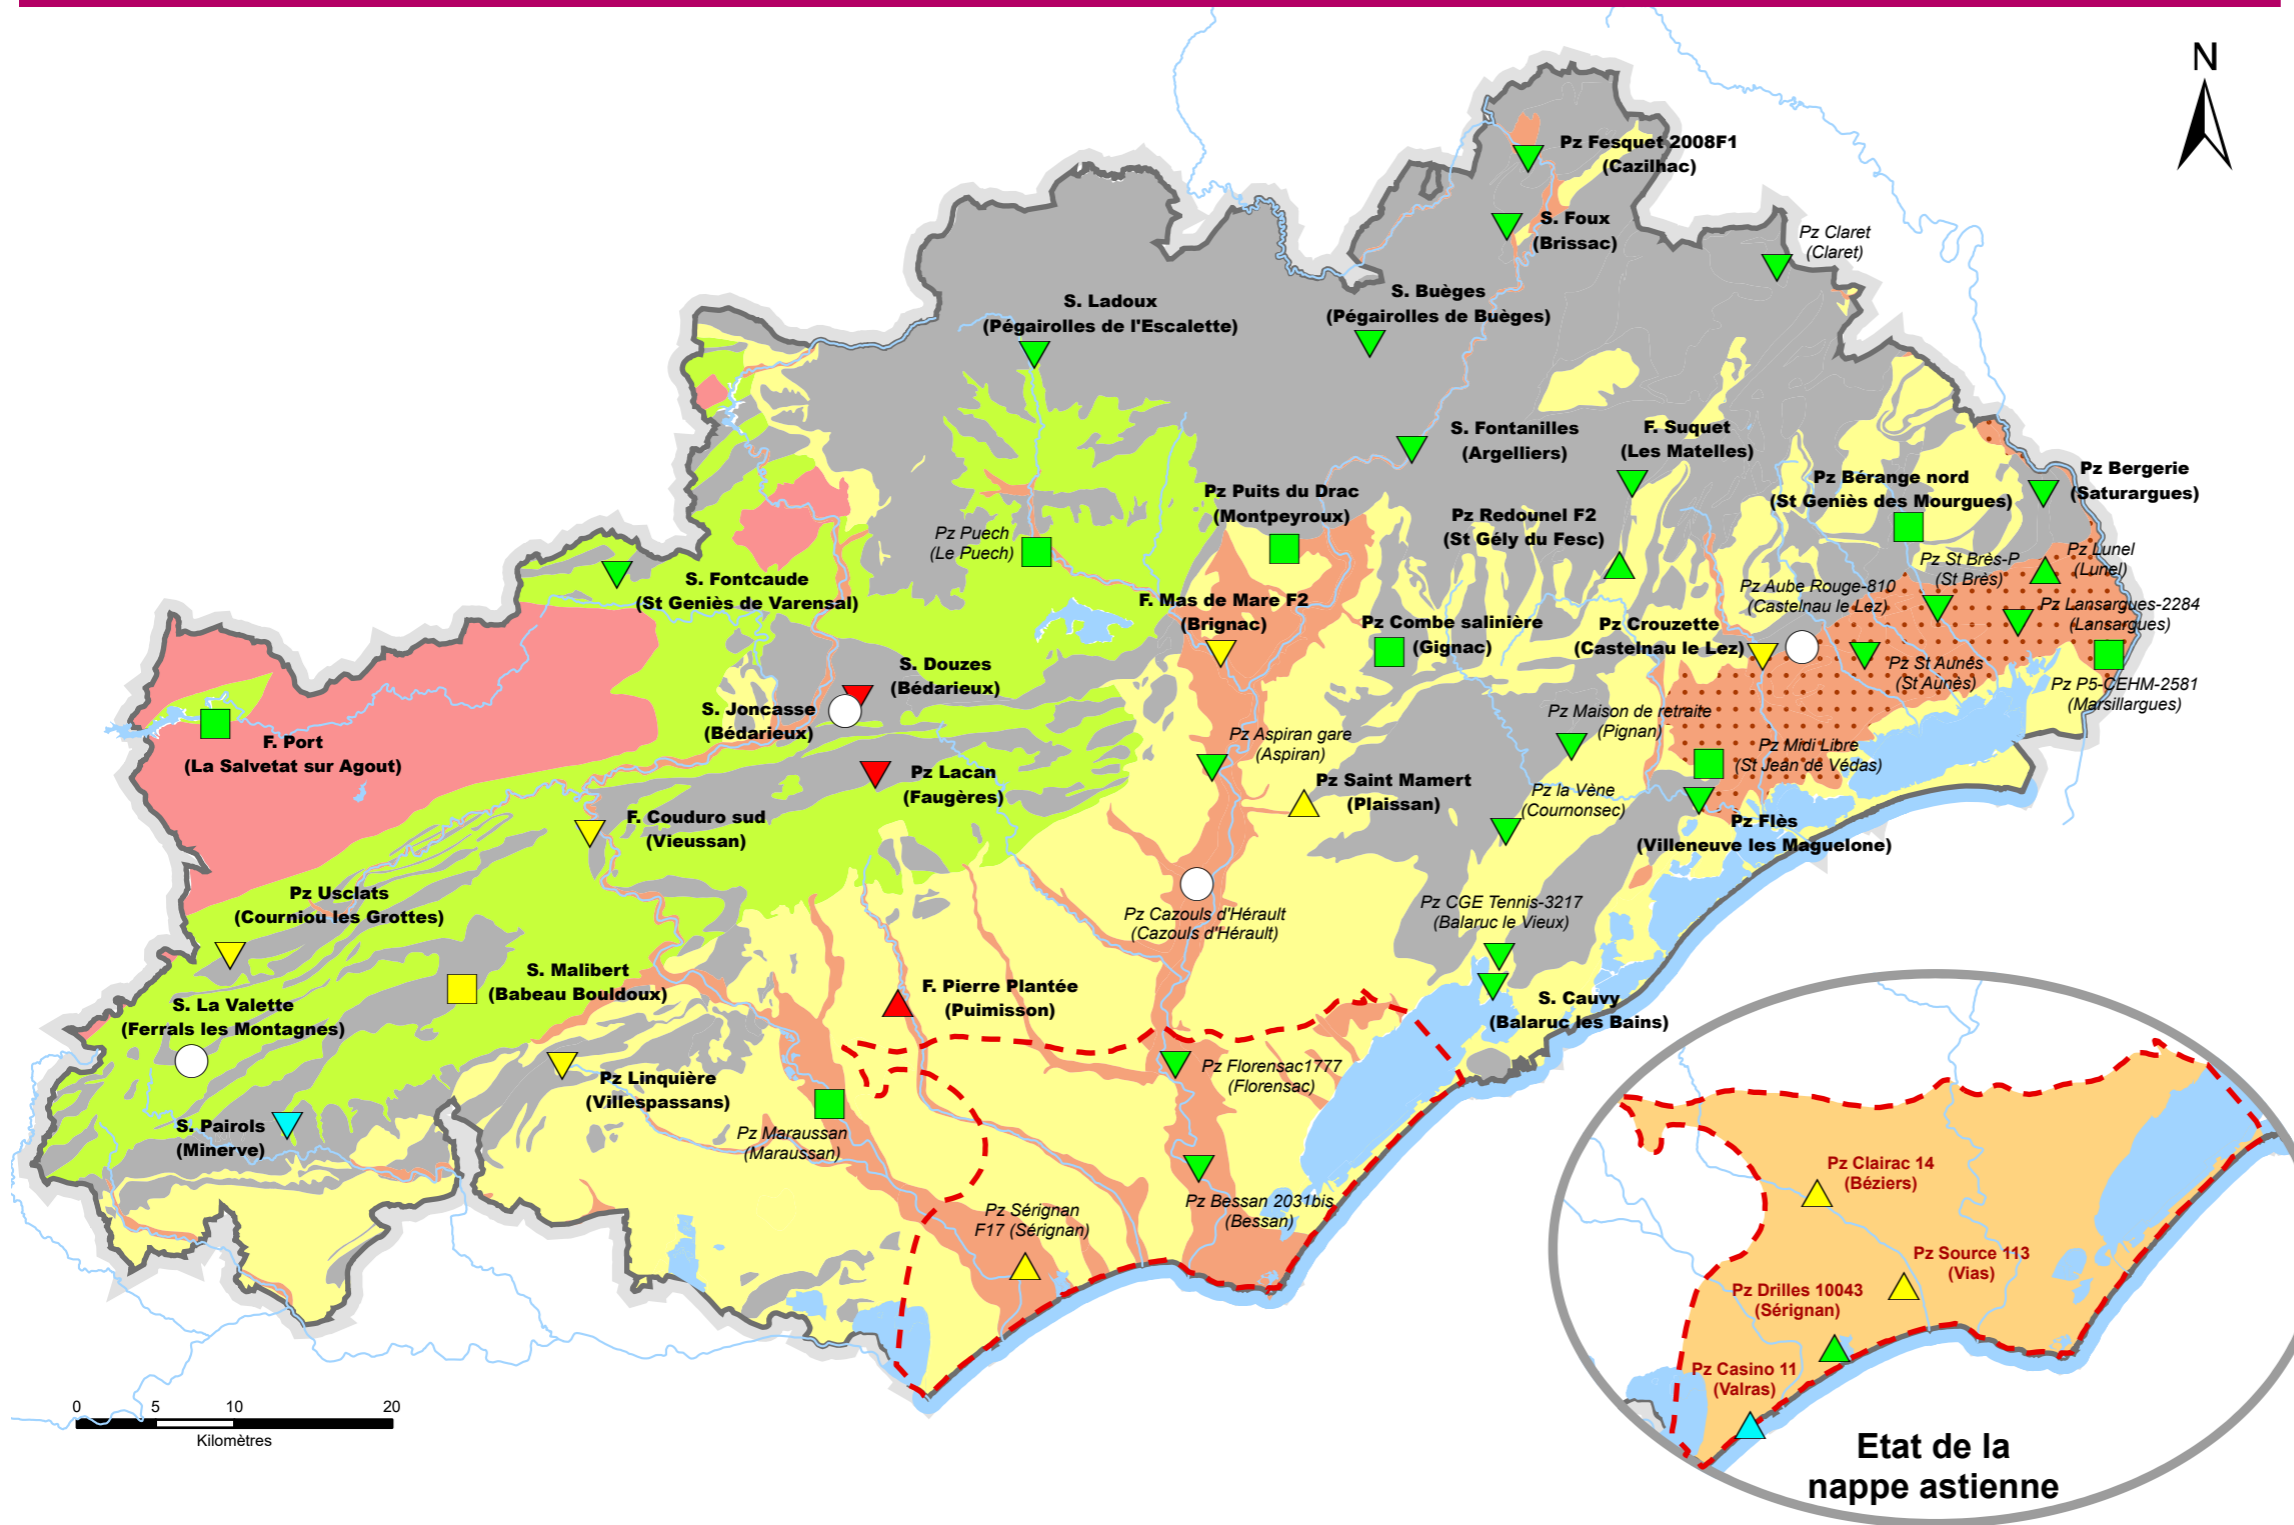 N
Pz Fesquet 2008F1
(Cazilhac)
S. Foux
(Brissac)
Pz Claret
(Claret)
S. Ladoux
(Pégairolles de l'Escalette)
S. Buèges
(Pégairolles de Buèges)
S. Fontanilles
(Argelliers)
F. Suquet
(Les Matelles)
Pz Bérange nord
(St Geniès des Mourgues)
Pz Bergerie
(Saturargues)
Pz Puits du Drac
(Montpeyroux)
Pz Redounel F2
(St Gély du Fesc)
Pz Puech
(Le Puech)
Pz St Brès-P
(St Brès)
Pz Lunel
(Lunel)
S. Fontcaude
(St Geniès de Varensal)
Pz Aube Rouge-810
(Castelnau le Lez)
F. Mas de Mare F2
(Brignac)
Pz Combe salinière
(Gignac)
Pz Crouzette
(Castelnau le Lez)
Pz Lansargues-2284
(Lansargues)
S. Douzes
(Bédarieux)
Pz St Aunès
(St Aunès)
Pz P5-CEHM-2581
(Marsillargues)
S. Joncasse
(Bédarieux)
Pz Maison de retraite
(Pignan)
F. Port
(La Salvetat sur Agout)
Pz Aspiran gare
(Aspiran)
Pz Midi Libre
(St Jean de Védas)
Pz Lacan
(Faugères)
Pz Saint Mamert
(Plaissan)
Pz la Vène
(Cournonsec)
F. Couduro sud
(Vieussan)
Pz Flès
(Villeneuve les Maguelone)
Pz Usclats
(Courniou les Grottes)
Pz Cazouls d'Hérault
(Cazouls d'Hérault)
Pz CGE Tennis-3217
(Balaruc le Vieux)
S. Malibert
(Babeau Bouldoux)
F. Pierre Plantée
(Puimisson)
S. La Valette
(Ferrals les Montagnes)
S. Cauvy
(Balaruc les Bains)
Pz Linquière
(Villespassans)
Pz Florensac1777
(Florensac)
S. Pairols
(Minerve)
Pz Maraussan
(Maraussan)
Pz Sérignan
F17 (Sérignan)
Pz Bessan 2031bis
(Bessan)
Pz Clairac 14
(Béziers)
Pz Source 113
(Vias)
Pz Drilles 10043
(Sérignan)
Pz Casino 11
(Valras)
Etat de la
nappe astienne
0 5 10 20
Kilomètres